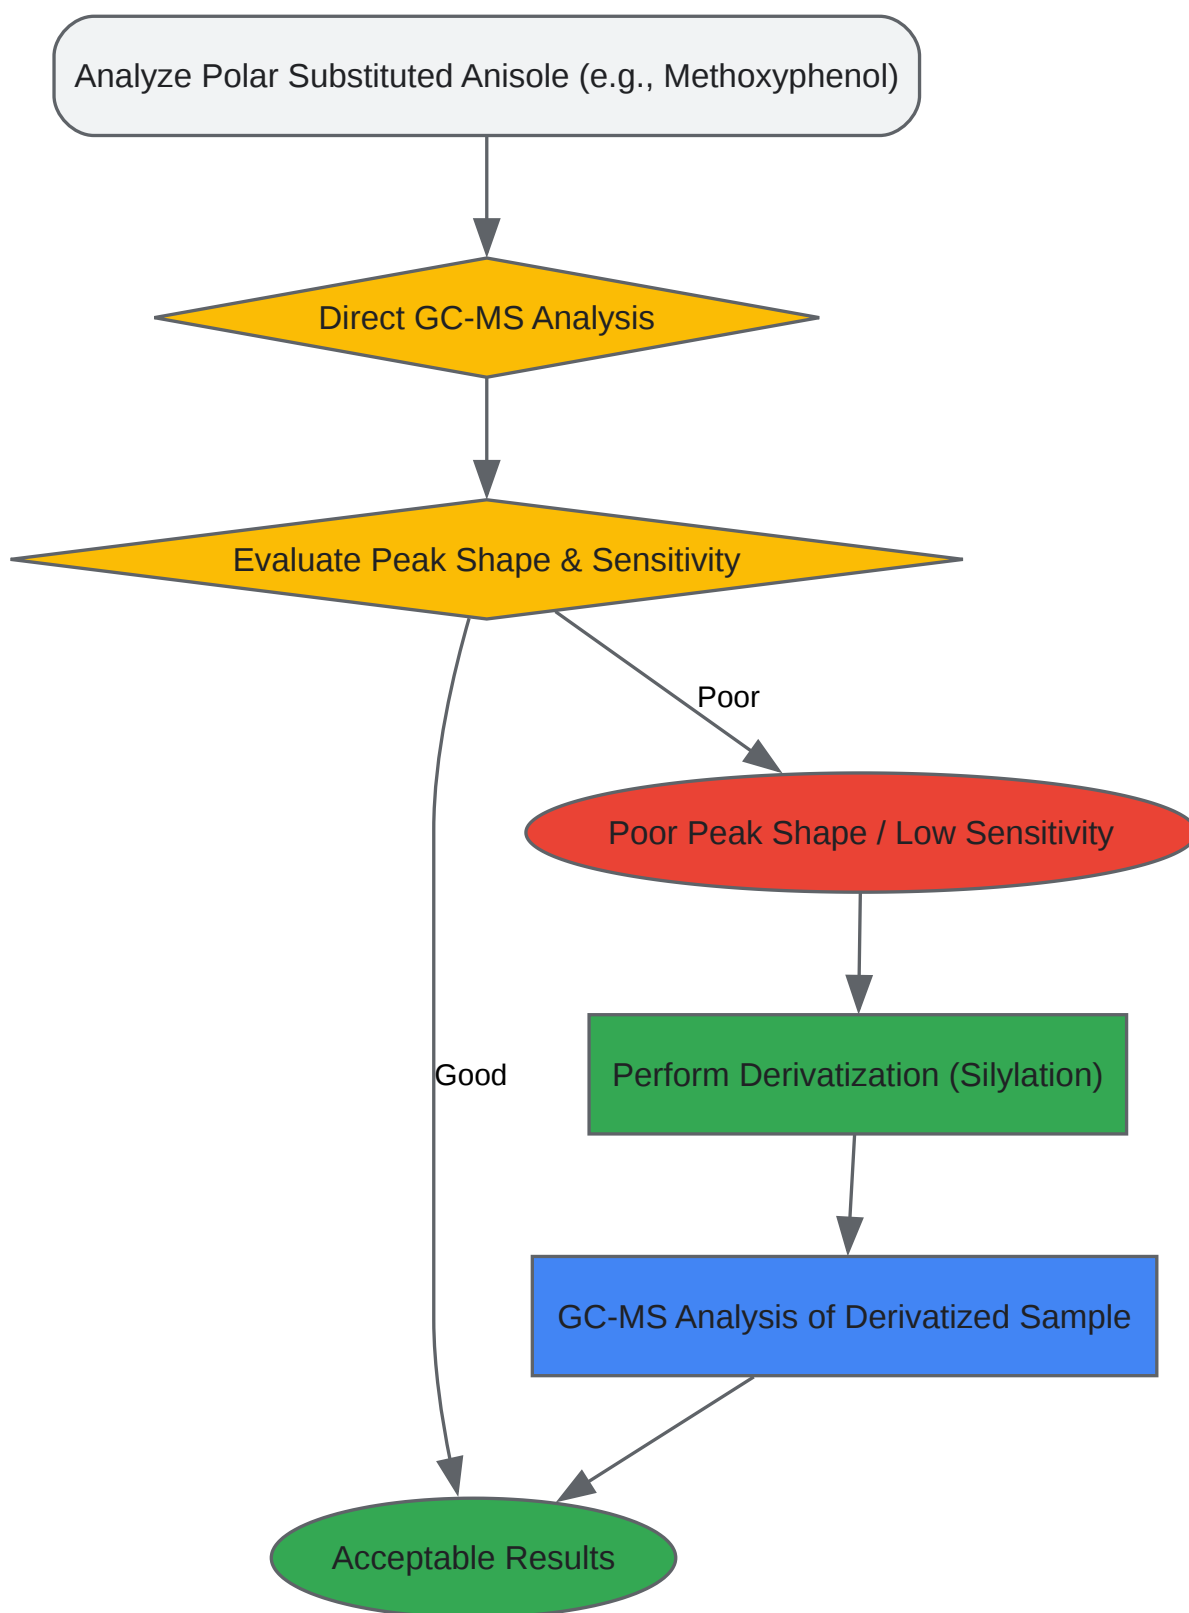 Analyze Polar Substituted Anisole (e.g., Methoxyphenol)
Direct GC-MS Analysis
Evaluate Peak Shape & Sensitivity
Poor
Poor Peak Shape / Low Sensitivity
Good
Perform Derivatization (Silylation)
GC-MS Analysis of Derivatized Sample
Acceptable Results